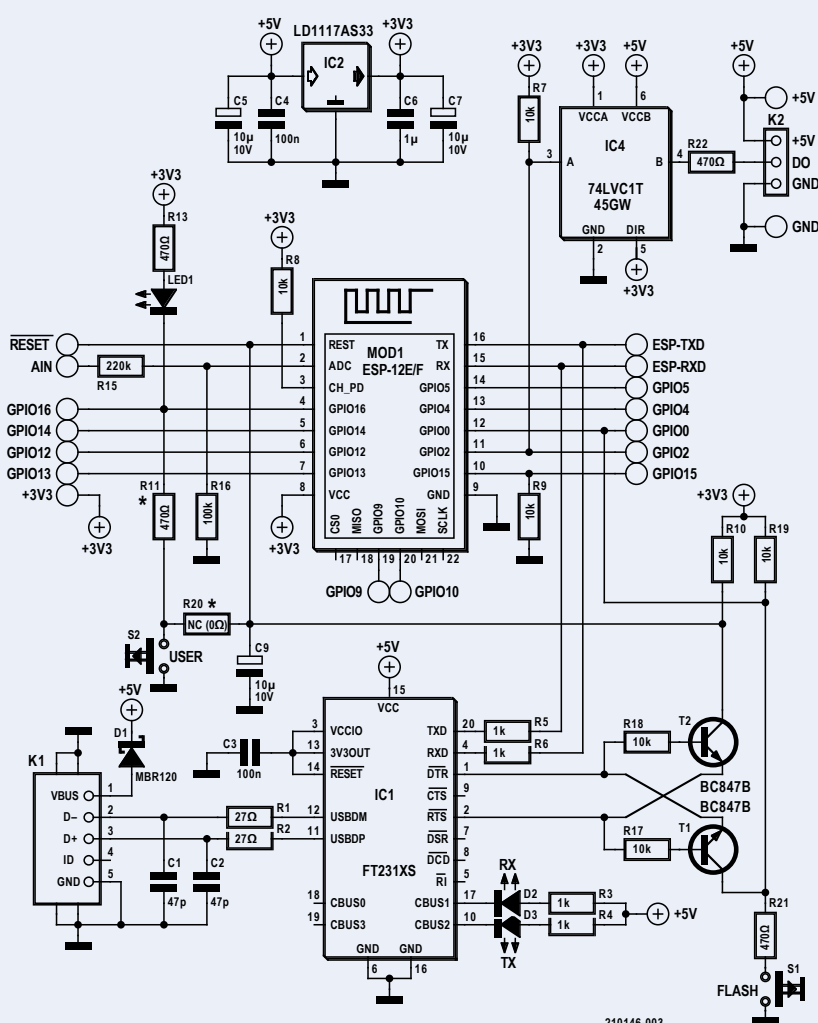 +5V
LD1117AS33
+3V3
IC2
C5
10µ
10V
C4
100n
C6
1µ
C7
10µ
10V
+3V3
R7
10k
+3V3
+5V
1
6
VCCA
VCCB
IC4
3
A
B
4
74LVC1T
45GW
GND
DIR
2
5
+3V3
R22
470Ω
+5V
+5V
K2
+5V
DO
GND
GND
+3V3
R13
470Ω
LED1
+3V3
R8
10k
RESET
AIN
R15
220k
GPIO16
GPIO14
GPIO12
GPIO13
+3V3
+3V3
MOD1
ESP-12E/F
1
REST
2
ADC
3
CH_PD
4
GPIO16
5
GPIO14
6
GPIO12
7
GPIO13
8
VCC
+3V3
TX
16
RX
15
GPIO5
14
GPIO4
13
GPIO0
12
GPIO2
11
GPIO15
10
GND
9
CS0
MISO
GPIO9
GPIO10
MOSI
SCLK
17
18
19
20
21
22
GPIO9
GPIO10
ESP-TXD
ESP-RXD
GPIO5
GPIO4
GPIO0
GPIO2
GPIO15
R11
*
470Ω
R16
100k
R9
10k
+3V3
R10
10k
R19
10k
R20 *
NC (0Ω)
S2
USER
C9
10µ
10V
+5V
D1
MBR120
K1
VBUS
1
D−
2
D+
3
ID
4
GND
5
C1
47p
C2
47p
R1
27Ω
R2
27Ω
C3
100n
+5V
15
VCC
3
VCCIO
13
3V3OUT
14
RESET
IC1
12
USBDM
11
USBDP
FT231XS
18
CBUS0
19
CBUS3
GND
GND
6
16
TXD
20
RXD
4
DTR
1
CTS
9
RTS
2
DSR
7
DCD
8
RI
5
CBUS1
17
CBUS2
10
R5
1k
R6
1k
RX
D2
D3
TX
R3
1k
R4
1k
+5V
R18
10k
T2
BC847B
BC847B
R17
10k
T1
R21
470Ω
FLASH
S1
210146-003